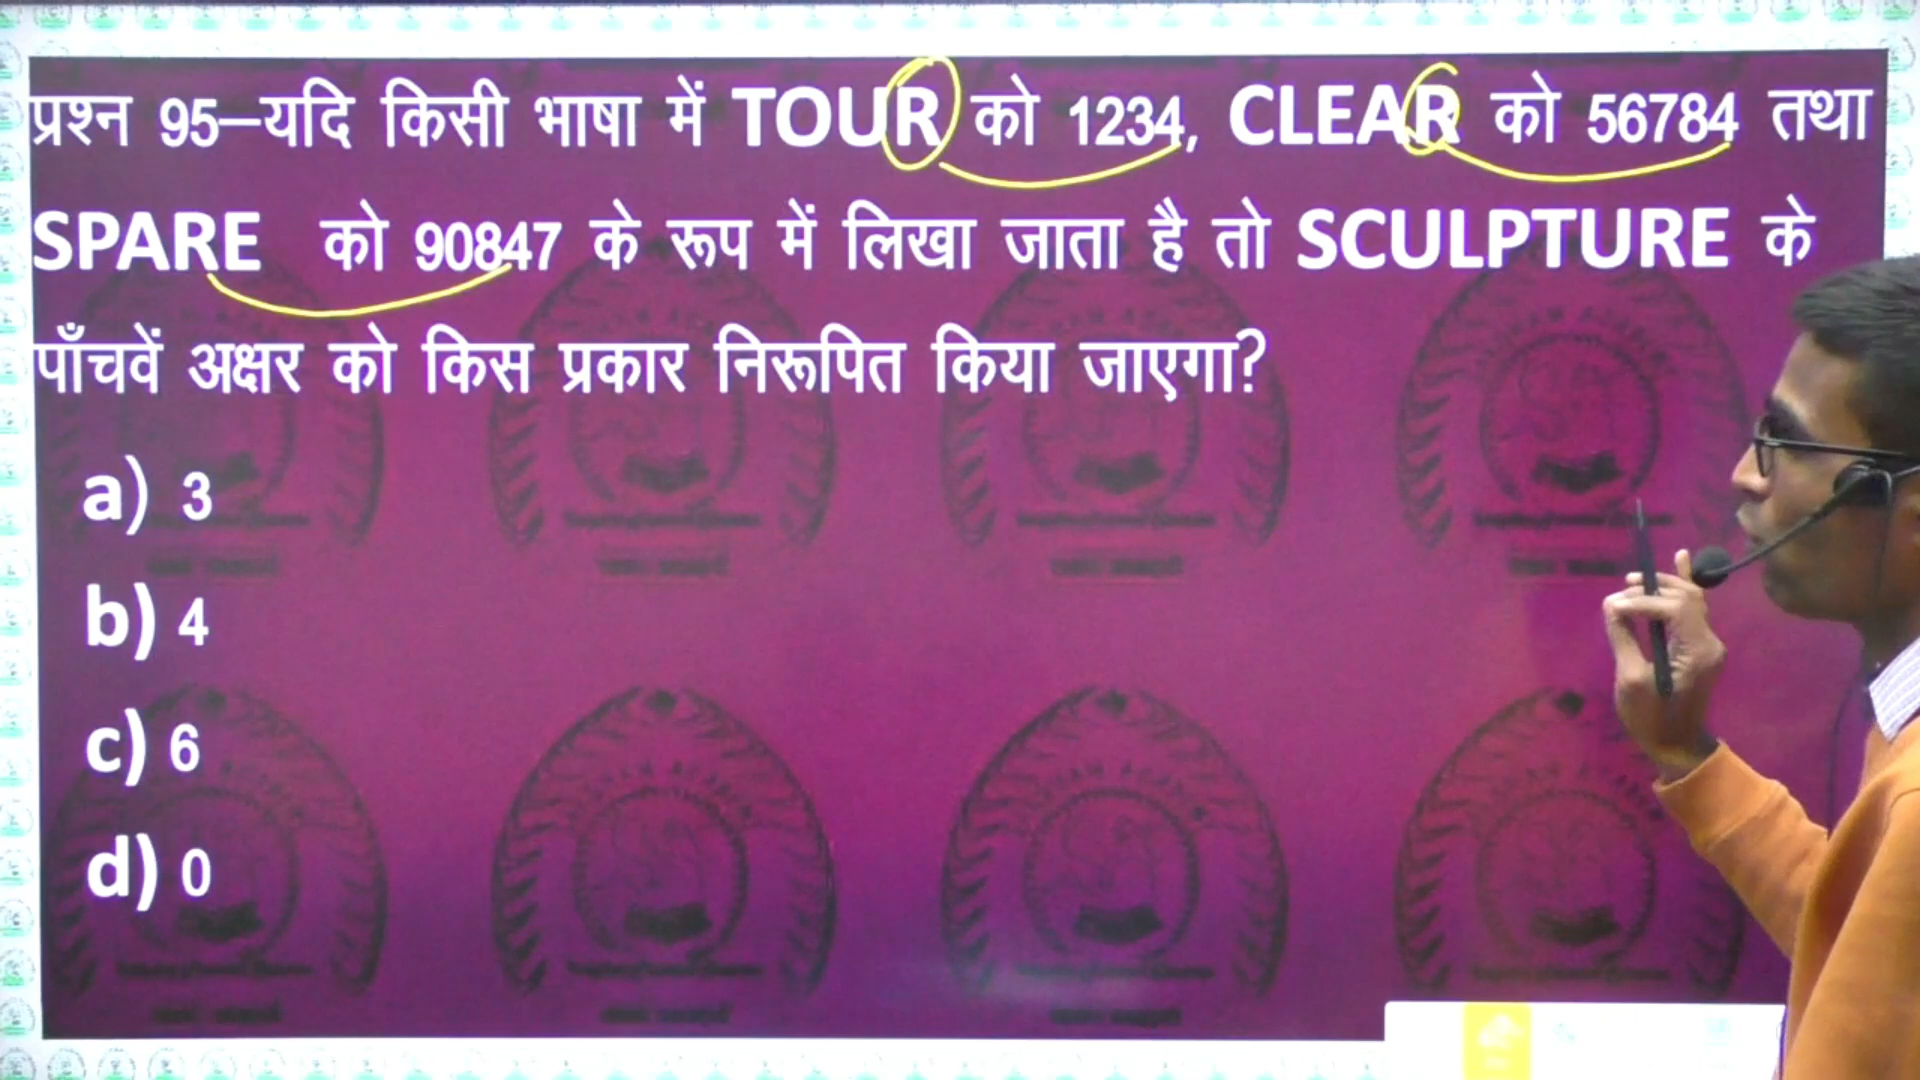 प्रश्न 95–यदि किसी भाषा में TOUR को 1234, CLEAR को 56784 तथा
SPARE को 90847 के रूप में लिखा जाता है तो SCULPTURE के
पाँचवें अक्षर को किस प्रकार निरूपित किया जाएगा?
a) 3
b) 4
c) 6
d) 0